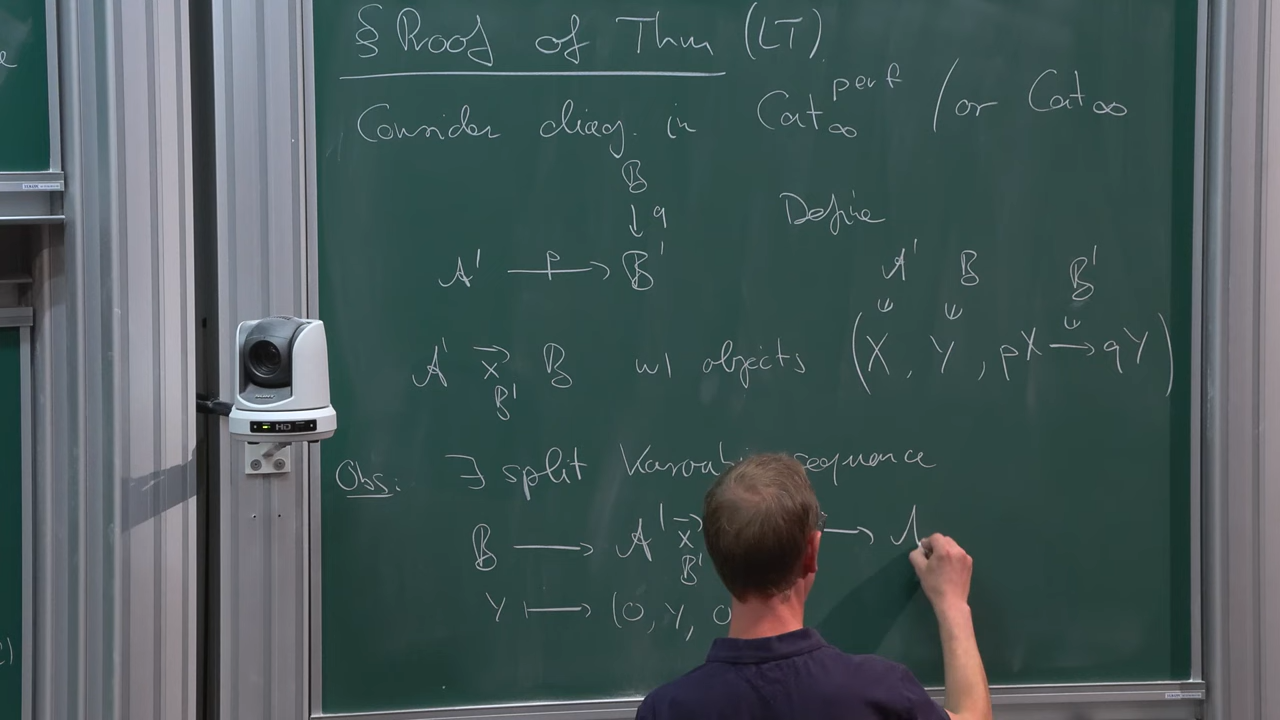 § Proof of Thm (LT)
Consider diag. in Cat∞^perf / or Cat∞
B
↓ q
A' —p→ B'
Define
A' B B'
A' →× B w/ objects (X, Y, pX → qY)
B'
Obs: ∃ split sequence
B → A' →× → A
B'
Y ↦ (0, Y, 0
HD